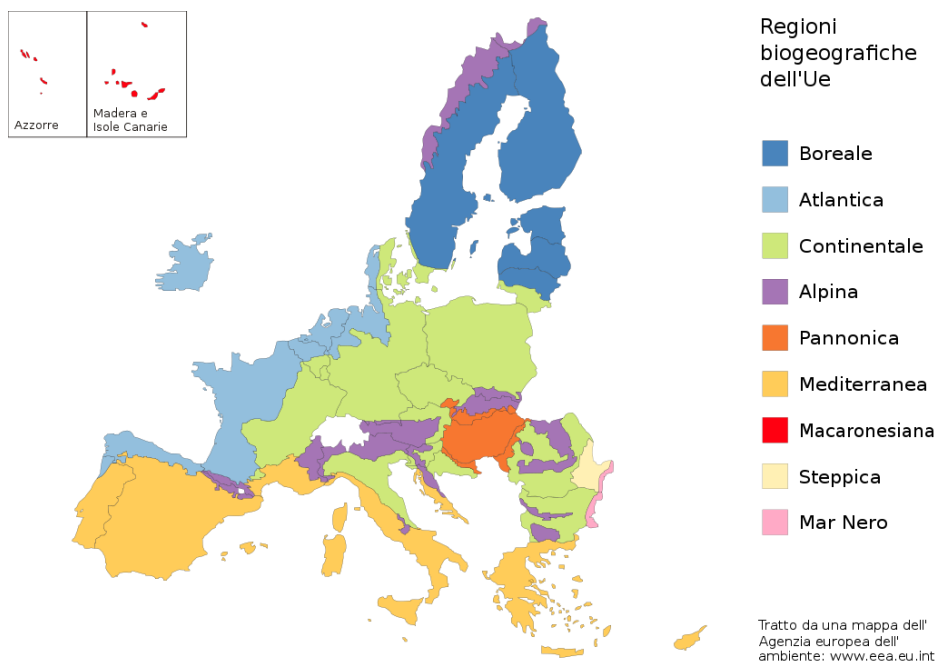 Regioni
biogeografiche
dell'Ue
Azzorre
Madera e
Isole Canarie
Boreale
Atlantica
Continentale
Alpina
Pannonica
Mediterranea
Macaronesiana
Steppica
Mar Nero
Tratto da una mappa dell'
Agenzia europea dell'
ambiente: www.eea.eu.int